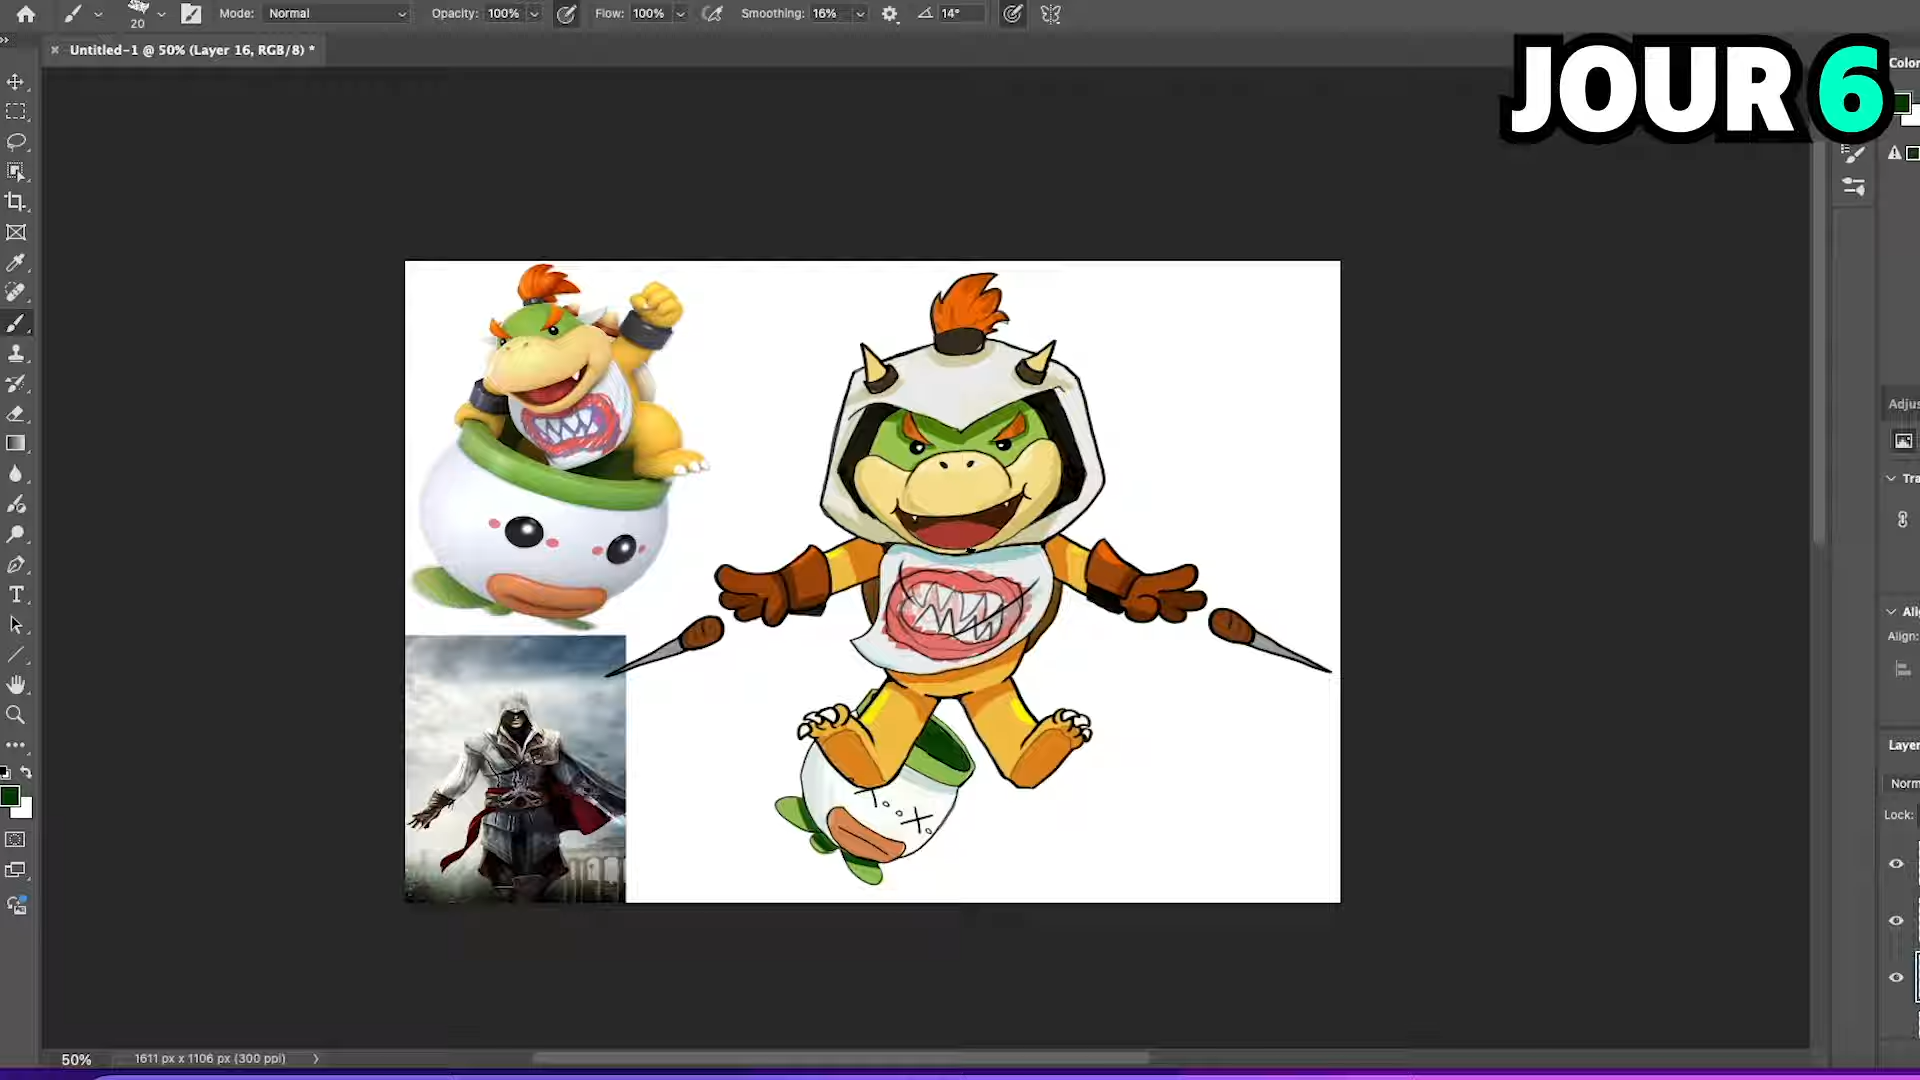 20
Mode: Normal
Opacity: 100%
Flow: 100%
Smoothing: 16%
14°
× Untitled-1 @ 50% (Layer 16, RGB/8) *
JOUR 6
Color
Adjus
Tra
Ali
Align:
Layer
Norm
Lock:
50%
1611 px x 1106 px (300 ppi)